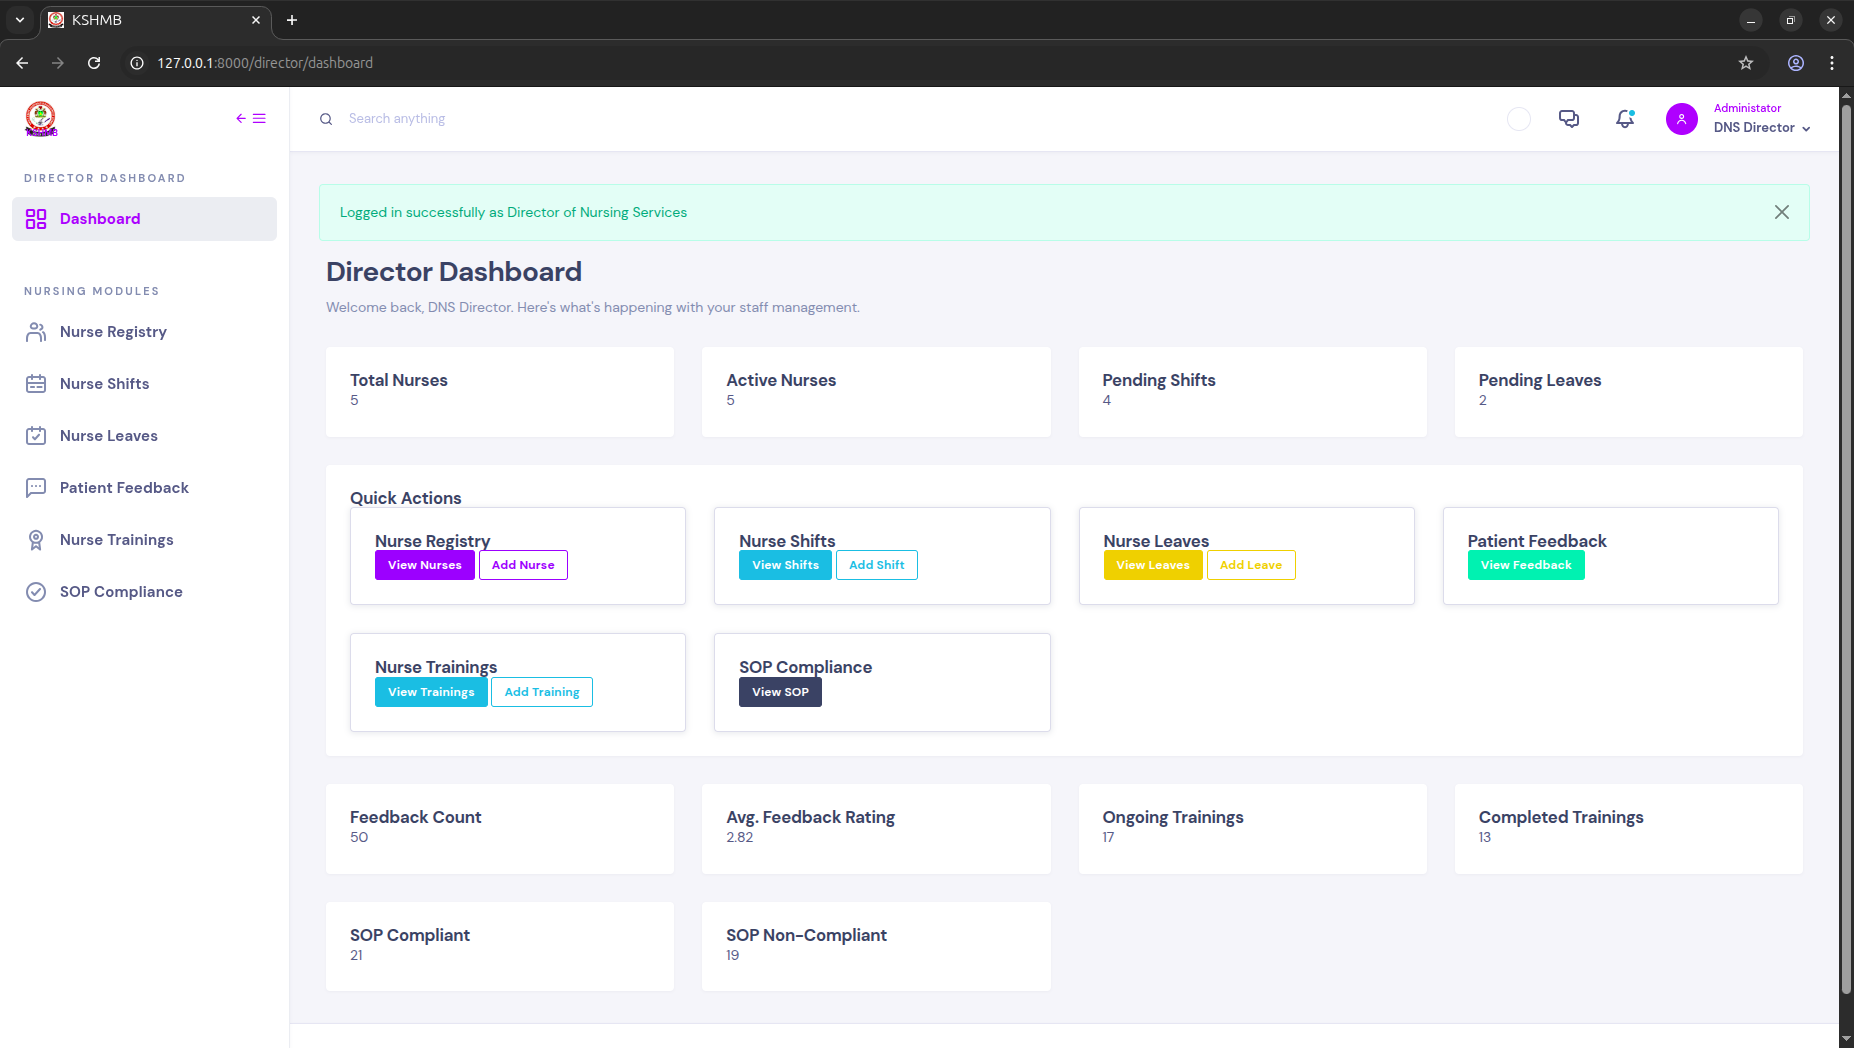 KSHMB
127.0.0.1:8000/director/dashboard
Search anything
Administator
DNS Director
DIRECTOR DASHBOARD
Dashboard
NURSING MODULES
Nurse Registry
Nurse Shifts
Nurse Leaves
Patient Feedback
Nurse Trainings
SOP Compliance
Logged in successfully as Director of Nursing Services
Director Dashboard
Welcome back, DNS Director. Here's what's happening with your staff management.
Total Nurses
5
Active Nurses
5
Pending Shifts
4
Pending Leaves
2
Quick Actions
Nurse Registry
View Nurses Add Nurse
Nurse Shifts
View Shifts Add Shift
Nurse Leaves
View Leaves Add Leave
Patient Feedback
View Feedback
Nurse Trainings
View Trainings Add Training
SOP Compliance
View SOP
Feedback Count
50
Avg. Feedback Rating
2.82
Ongoing Trainings
17
Completed Trainings
13
SOP Compliant
21
SOP Non-Compliant
19